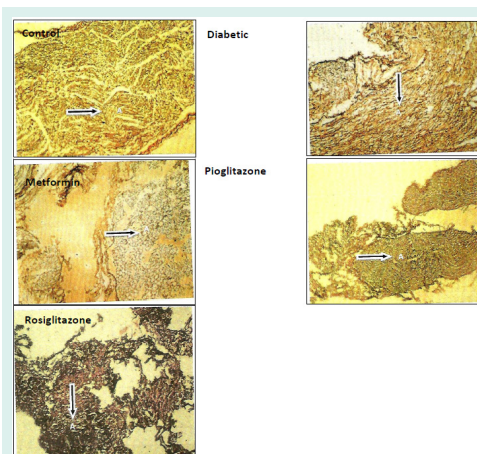 Control
Diabetic
Metformin
Pioglitazone
A
A
Rosiglitazone
A